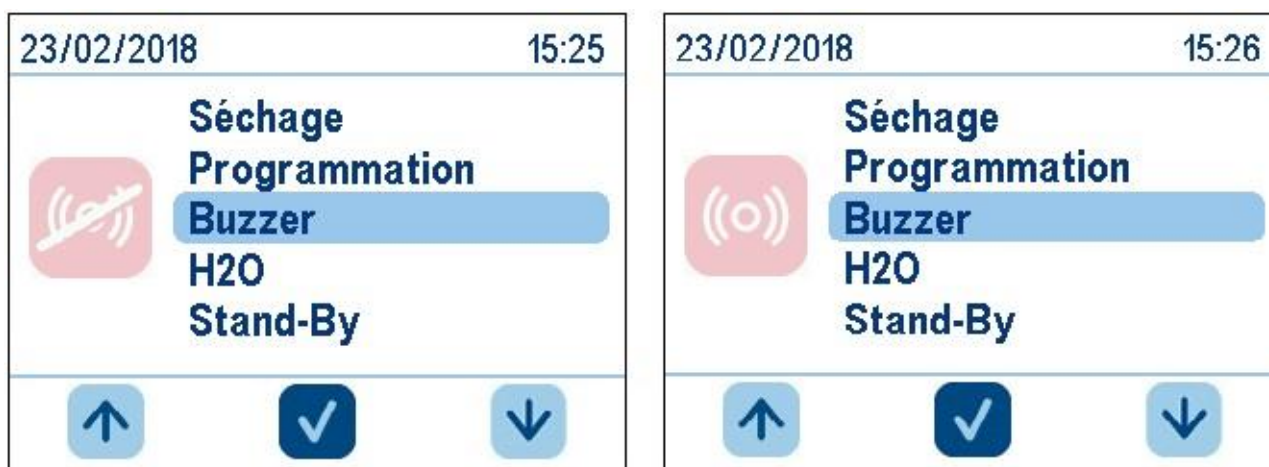 23/02/2018 15:25
Séchage
Programmation
Buzzer
H2O
Stand-By
23/02/2018 15:26
Séchage
Programmation
Buzzer
H2O
Stand-By